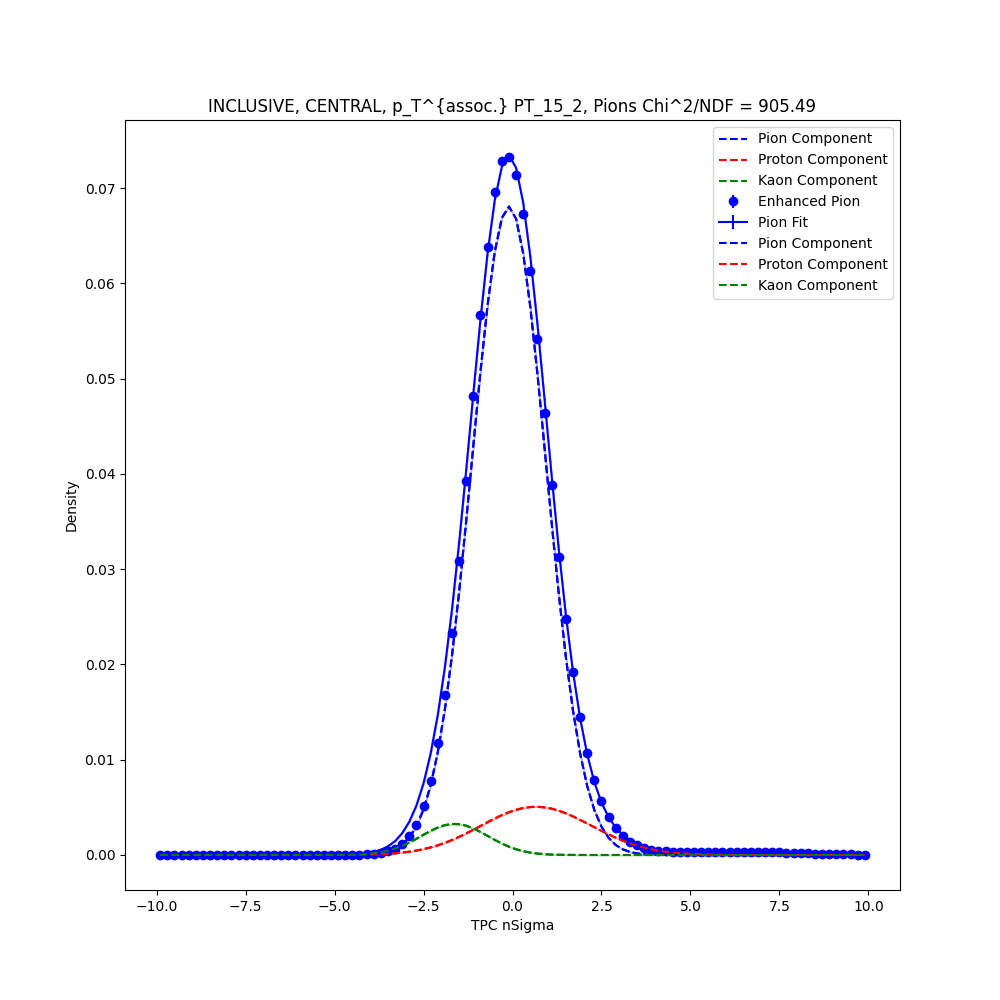 INCLUSIVE, CENTRAL, p_T^{assoc.} PT_15_2, Pions Chi^2/NDF = 905.49
Pion Component
Proton Component
Kaon Component
Enhanced Pion
Pion Fit
Pion Component
Proton Component
Kaon Component
Density
0.07
0.06
0.05
0.04
0.03
0.02
0.01
0.00
−10.0 −7.5 −5.0 −2.5 0.0 2.5 5.0 7.5 10.0
TPC nSigma